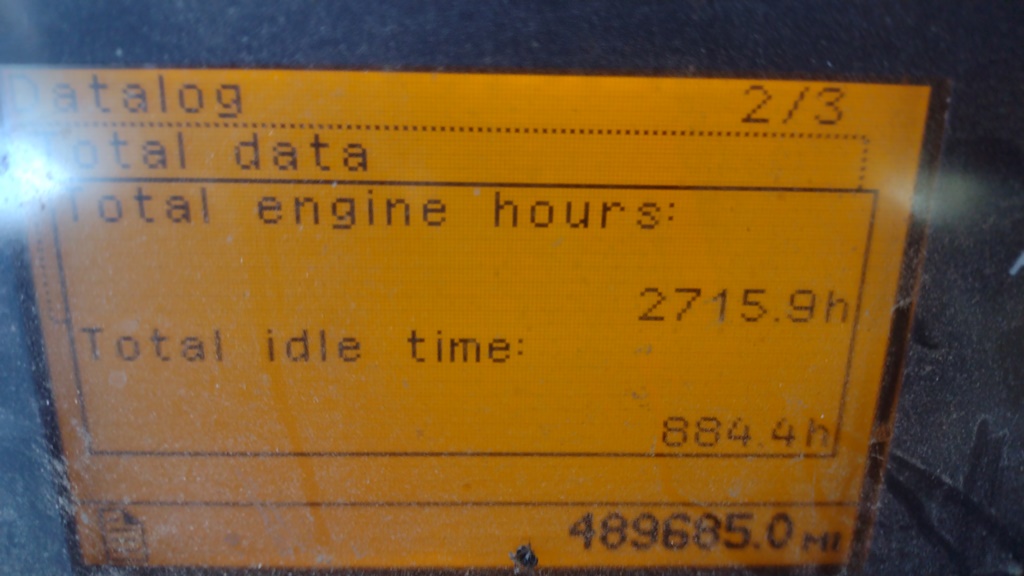 Datalog 2/3
Total data
Total engine hours:
2715.9h
Total idle time:
884.4h
489685.0 MI